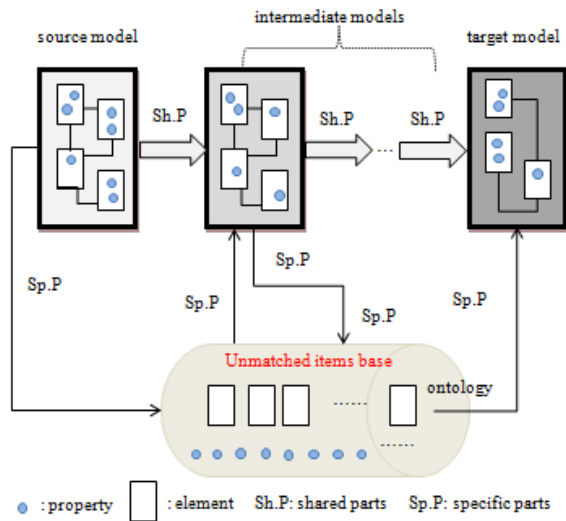 intermediate models
source model
target model
Sh.P
Sh.P
Sh.P
......
Sp.P
Sp.P
Sp.P
Sp.P
Unmatched items base
ontology
........
.......
: property
: element
Sh.P: shared parts
Sp.P: specific parts